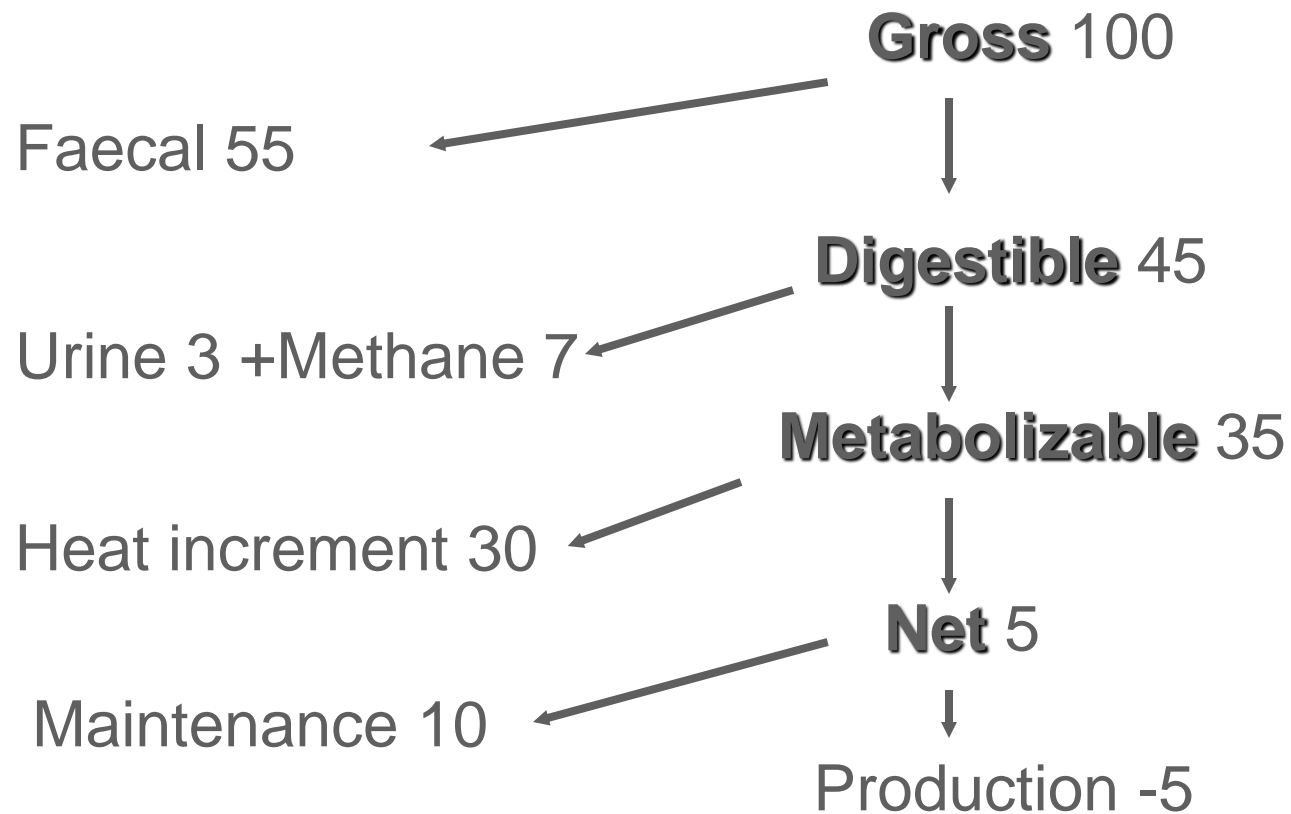 Gross 100
Faecal 55
Digestible 45
Urine 3 +Methane 7
Metabolizable 35
Heat increment 30
Net 5
Maintenance 10
Production -5